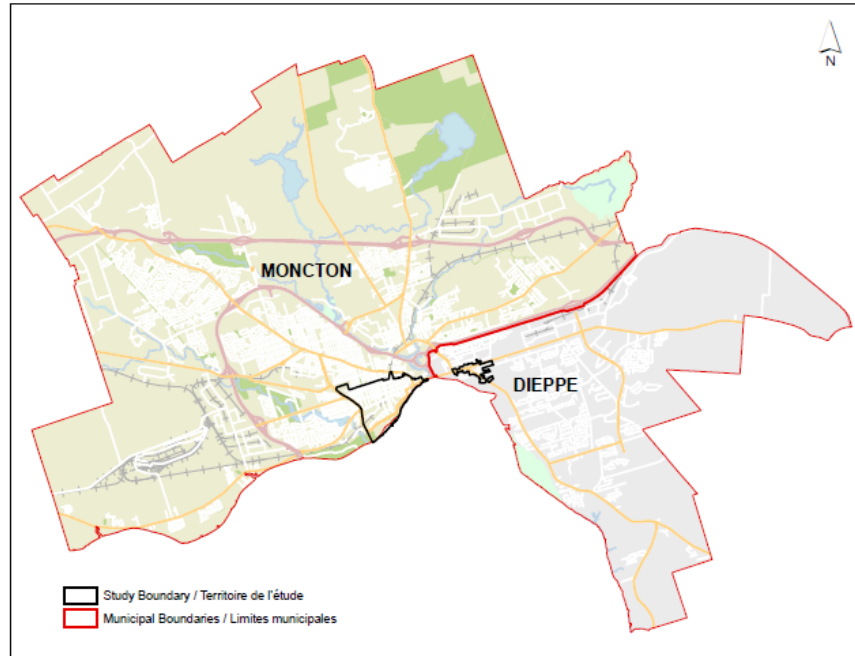 N
MONCTON
DIEPPE
Study Boundary / Territoire de l'étude
Municipal Boundaries / Limites municipales